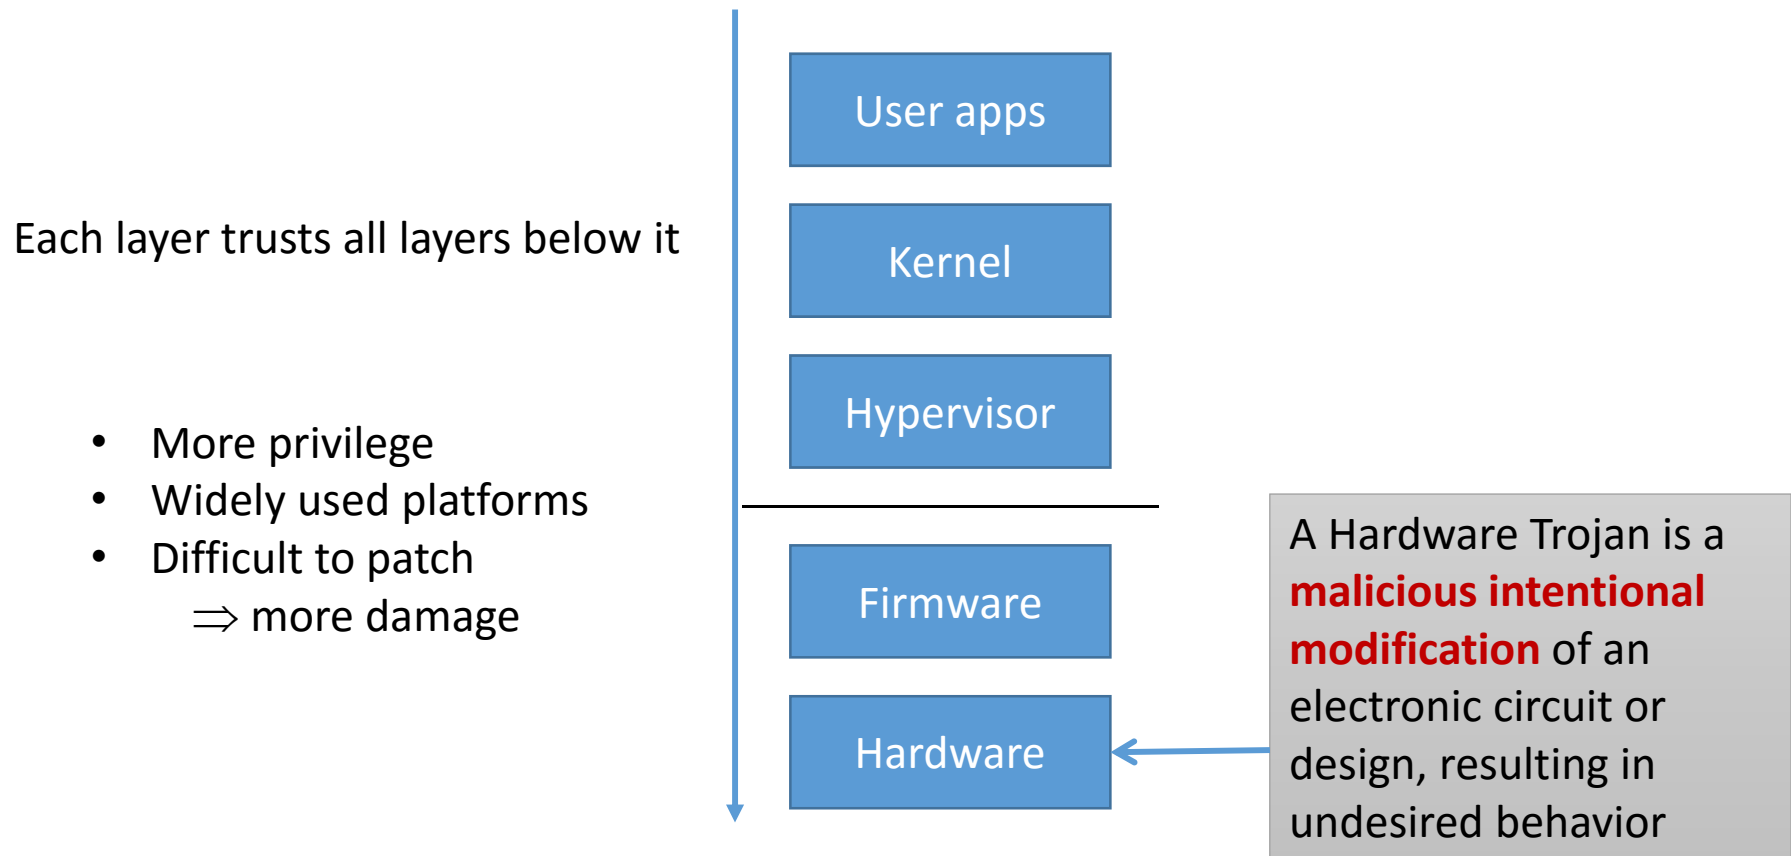 User apps
Each layer trusts all layers below it
Kernel
Hypervisor
• More privilege
• Widely used platforms
• Difficult to patch
⇒ more damage
Firmware
Hardware
A Hardware Trojan is a
malicious intentional
modification of an
electronic circuit or
design, resulting in
undesired behavior